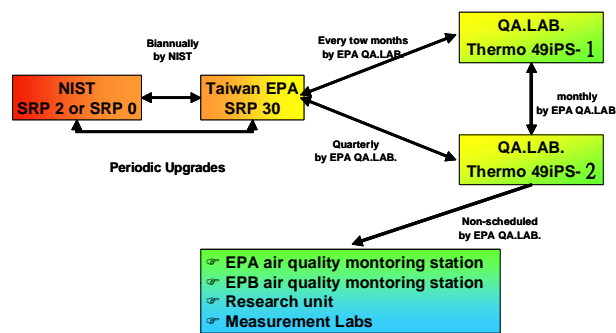 Biannually
by NIST
Every tow months
by EPA QA.LAB.
QA.LAB.
Thermo 49iPS-1
NIST
SRP 2 or SRP 0
Taiwan EPA
SRP 30
monthly
by EPA QA.LAB
Periodic Upgrades
Quarterly
by EPA QA.LAB.
QA.LAB.
Thermo 49iPS-2
Non-scheduled
by EPA QA.LAB.
☞ EPA air quality montoring station
☞ EPB air quality montoring station
☞ Research unit
☞ Measurement Labs